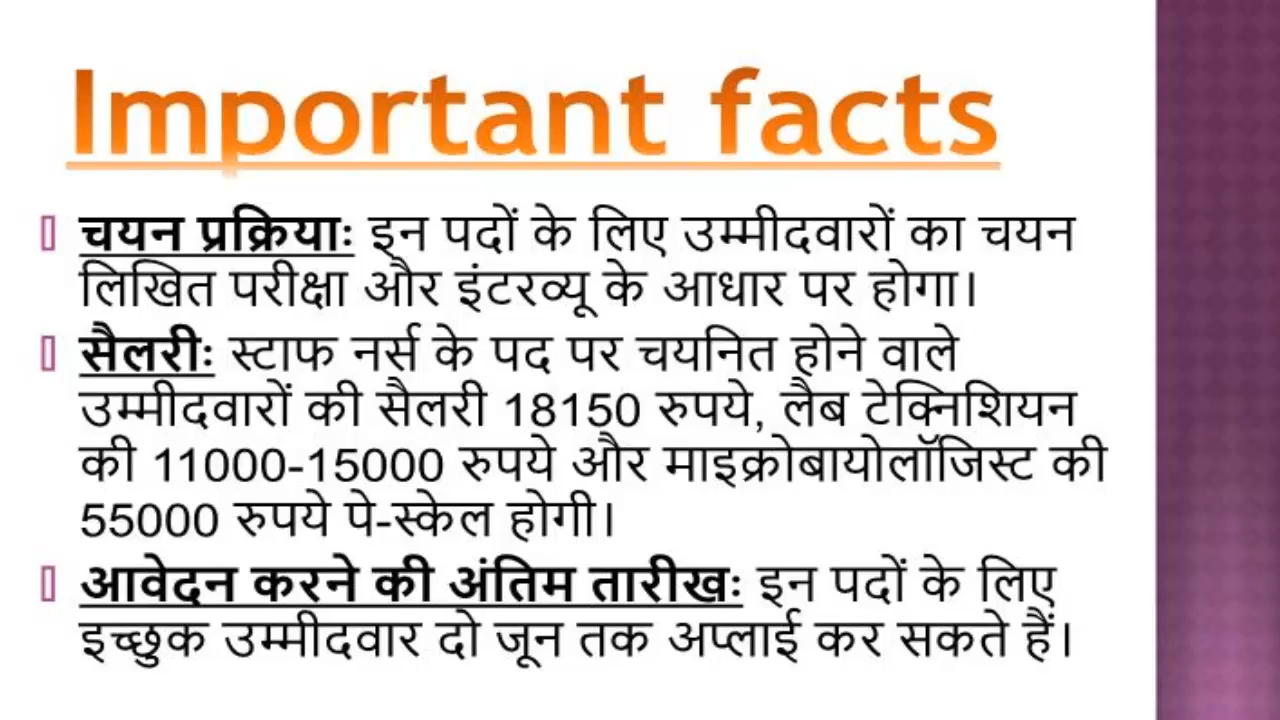 Important facts
चयन प्रक्रियाः इन पदों के लिए उम्मीदवारों का चयन
लिखित परीक्षा और इंटरव्यू के आधार पर होगा।
सैलरीः स्टाफ नर्स के पद पर चयनित होने वाले
उम्मीदवारों की सैलरी 18150 रुपये, लैब टेक्निशियन
की 11000-15000 रुपये और माइक्रोबायोलॉजिस्ट की
55000 रुपये पे-स्केल होगी।
आवेदन करने की अंतिम तारीखः इन पदों के लिए
इच्छुक उम्मीदवार दो जून तक अप्लाई कर सकते हैं।